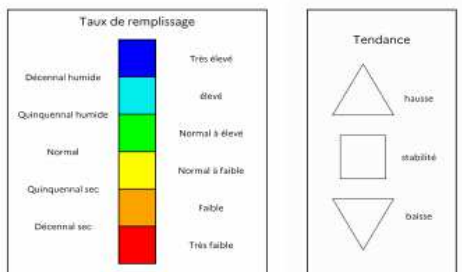 Taux de remplissage
Très élevé
Décennal humide
élevé
Quinquennal humide
Normal à élevé
Normal
Normal à faible
Quinquennal sec
Faible
Décennal sec
Très faible
Tendance
hausse
stabilité
baisse